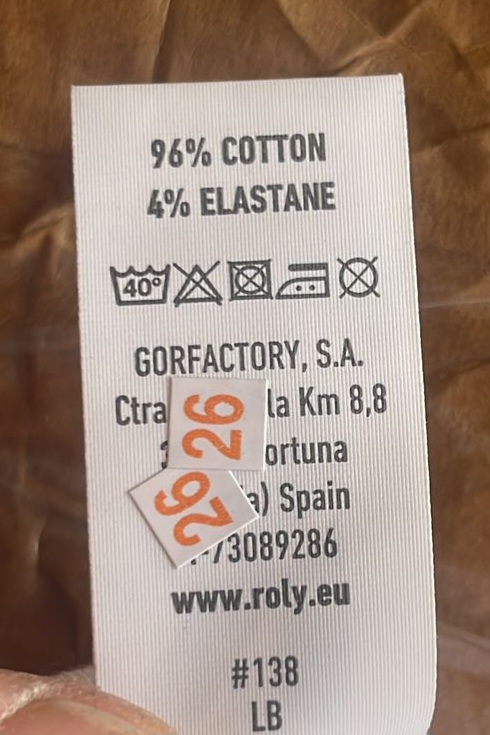 96% COTTON
4% ELASTANE
40°
GORFACTORY, S.A.
Ctra la Km 8,8
26
ortuna
26
a) Spain
-73089286
www.roly.eu
#138
LB